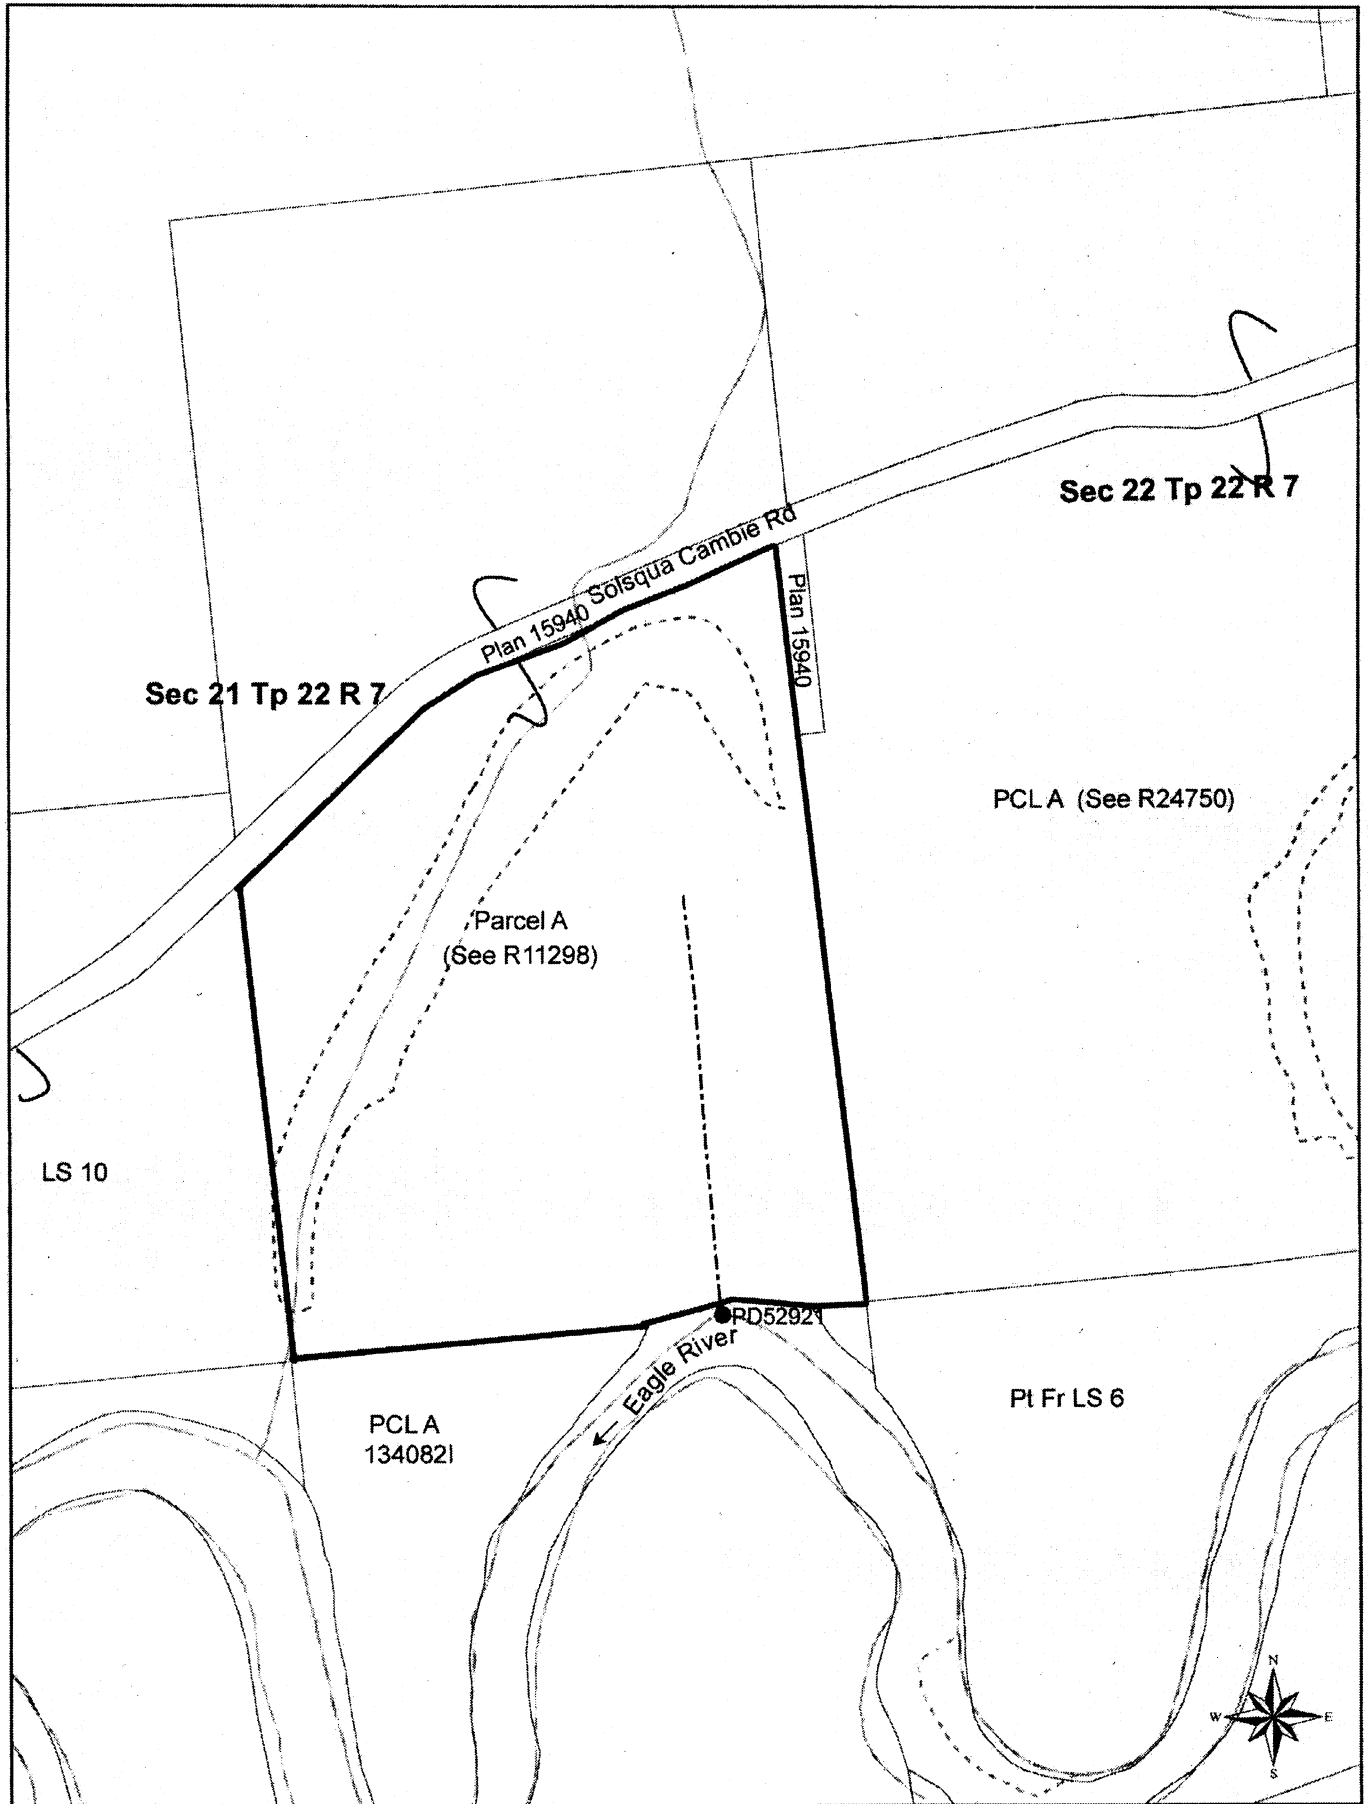 Sec 22 Tp 22 R 7
Solsqua Cambie Rd
Plan 15940
Plan 15940
Sec 21 Tp 22 R 7
PCL A (See R24750)
Parcel A
(See R11298)
LS 10
PD52921
Eagle River
Pt Fr LS 6
PCL A
134082I
N
W
E
S